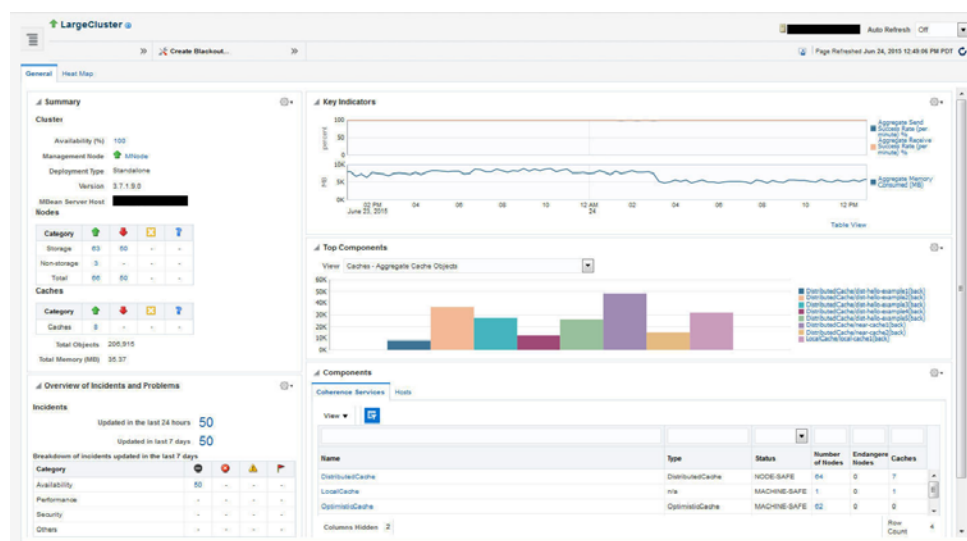 LargeCluster
Auto Refresh Off
Create Blackout...
Page Refreshed Jun 24, 2015 12:49:06 PM PDT
General Heat Map
Summary
Cluster
Availability (%) 100
Management Node MNode
Deployment Type Standalone
Version 3.7.1.9.0
MBean Server Host
Nodes
Category
Storage 63 50 - -
Non-storage 3 - - -
Total 66 50 - -
Caches
Category
Caches 8 - - -
Total Objects 206,915
Total Memory (MB) 35.37
Overview of Incidents and Problems
Incidents
Updated in the last 24 hours 50
Updated in last 7 days 50
Breakdown of incidents updated in the last 7 days
Category
Availability 50 - - -
Performance - - - -
Security - - - -
Others - - - -
Key Indicators
percent
100
50
0
Aggregate Send
Success Rate (per
minute) %
Aggregate Receive
Success Rate (per
minute) %
MB
10K
5K
0K
Aggregate Memory
Consumed (MB)
02 PM 04 06 08 10 12 AM 02 04 06 08 10 12 PM
June 23, 2015 24
Table View
Top Components
View Caches - Aggregate Cache Objects
60K
50K
40K
30K
20K
10K
0K
DistributedCache/dist-hello-example1[back]
DistributedCache/dist-hello-example2[back]
DistributedCache/dist-hello-example3[back]
DistributedCache/dist-hello-example4[back]
DistributedCache/dist-hello-example5[back]
DistributedCache/near-cache1[back]
DistributedCache/near-cache2[back]
LocalCache/local-cache1[back]
Components
Coherence Services Hosts
View
Name Type Status Number of Nodes Endangere Nodes Caches
DistributedCache DistributedCache NODE-SAFE 64 0 7
LocalCache n/a MACHINE-SAFE 1 0 1
OptimisticCache OptimisticCache MACHINE-SAFE 62 0 0
Columns Hidden 2
Row Count 4